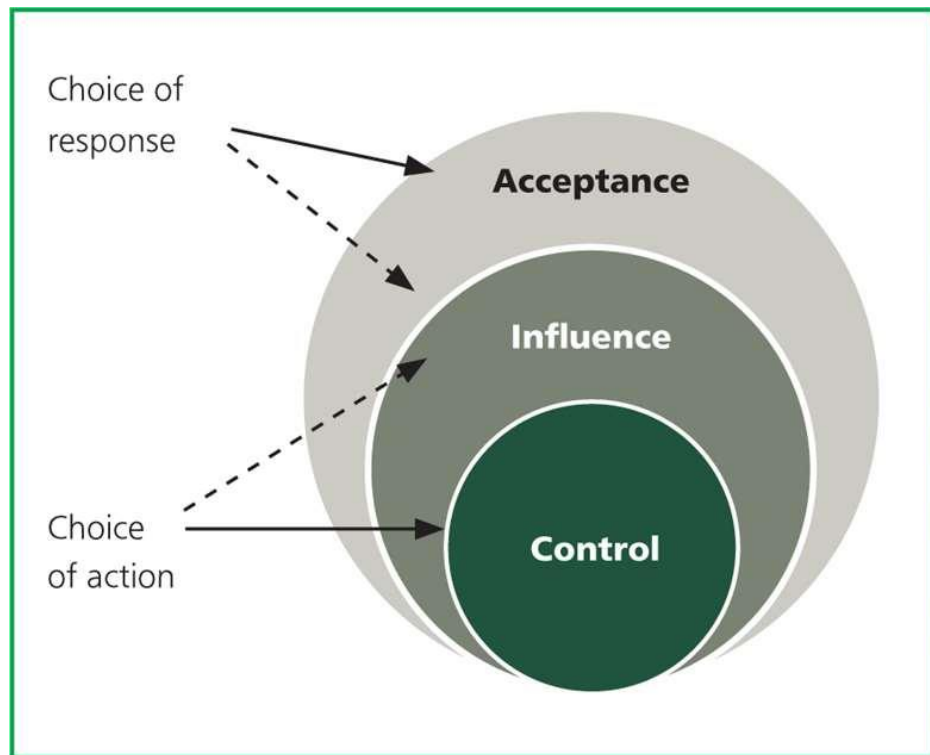 Choice of
response
Acceptance
Influence
Choice
of action
Control